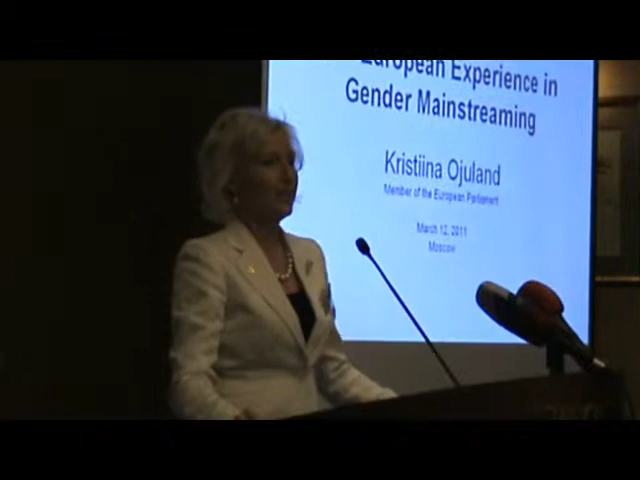 European Experience in
Gender Mainstreaming
Kristiina Ojuland
Member of the European Parliament
March 12, 2011
Moscow